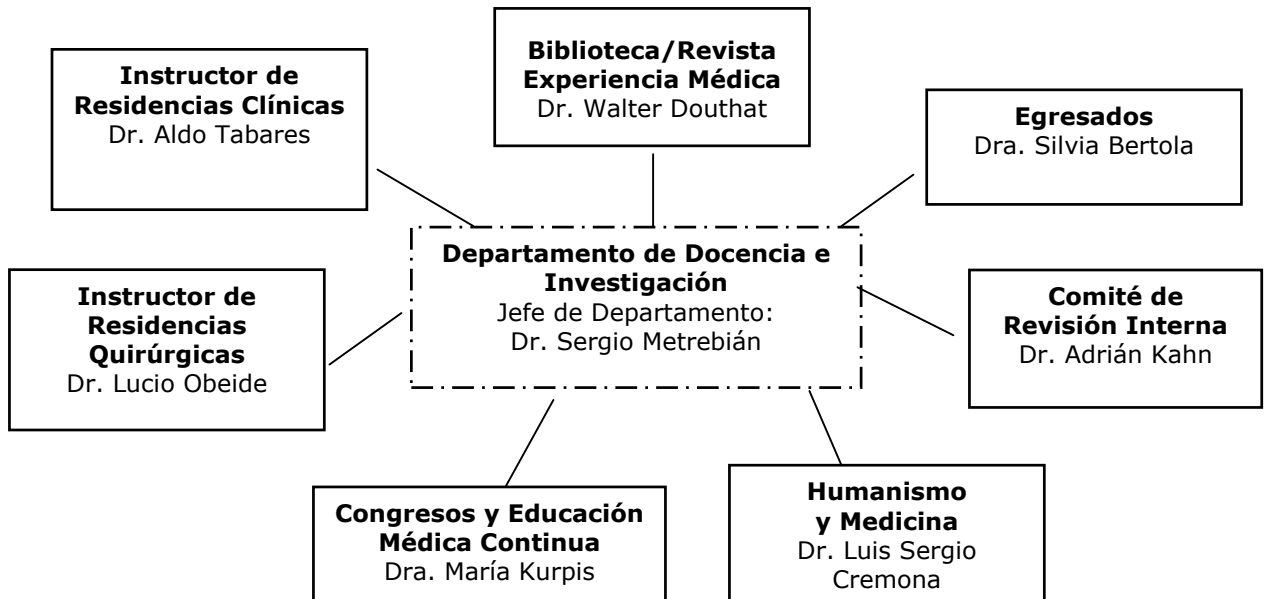 Biblioteca/Revista
Experiencia Médica
Dr. Walter Douthat
Instructor de
Residencias Clínicas
Dr. Aldo Tabares
Egresados
Dra. Silvia Bertola
Departamento de Docencia e
Investigación
Jefe de Departamento:
Dr. Sergio Metrebián
Instructor de
Residencias
Quirúrgicas
Dr. Lucio Obeide
Comité de
Revisión Interna
Dr. Adrián Kahn
Congresos y Educación
Médica Continua
Dra. María Kurpis
Humanismo
y Medicina
Dr. Luis Sergio
Cremona